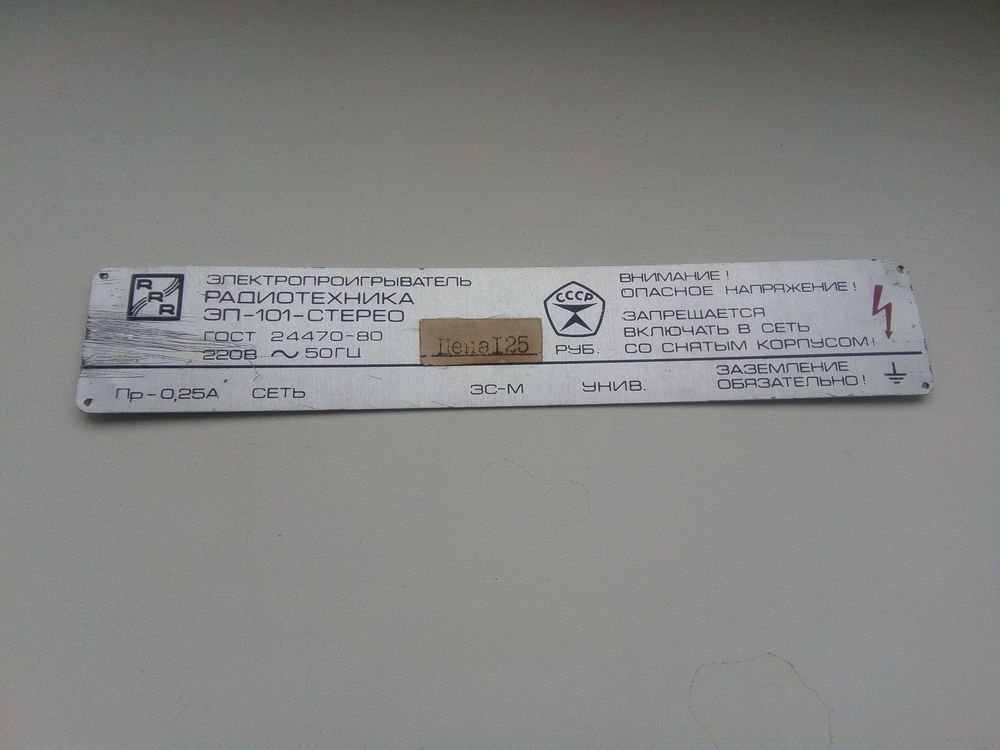 RRR
ЭЛЕКТРОПРОИГРЫВАТЕЛЬ
РАДИОТЕХНИКА
ЭП-101-СТЕРЕО
ГОСТ 24470-80
220В ~ 50ГЦ
Цена 125 РУБ.
СССР
ВНИМАНИЕ!
ОПАСНОЕ НАПРЯЖЕНИЕ!
ЗАПРЕЩАЕТСЯ
ВКЛЮЧАТЬ В СЕТЬ
СО СНЯТЫМ КОРПУСОМ!
Пр-0,25А СЕТЬ ЗС-М УНИВ.
ЗАЗЕМЛЕНИЕ
ОБЯЗАТЕЛЬНО!